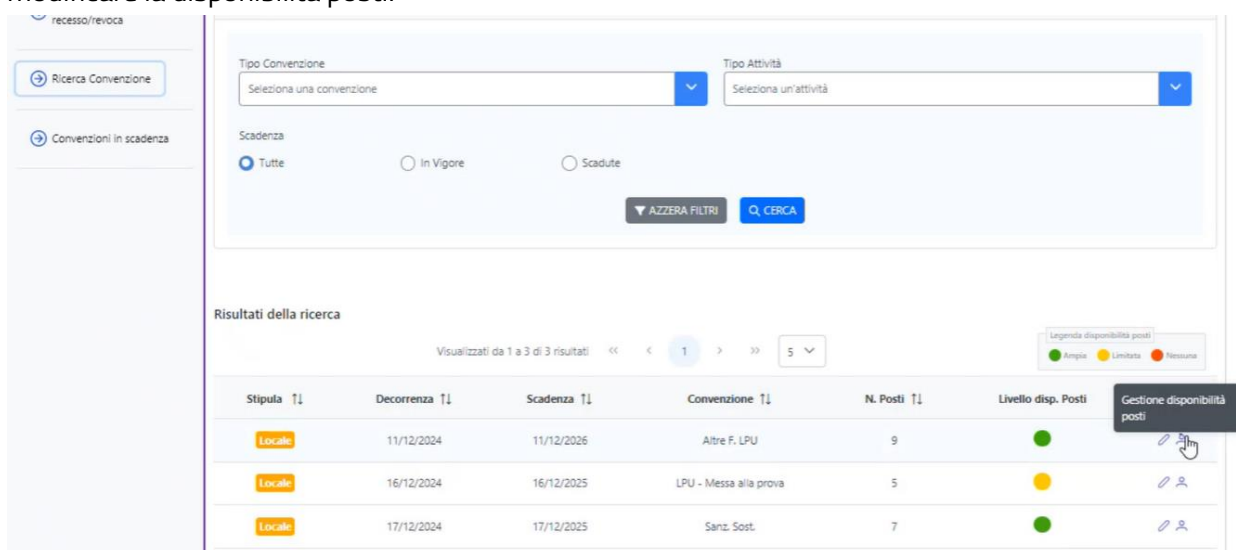 modificare la disponibilità posti.
recesso/revoca
Ricerca Convenzione
Convenzioni in scadenza
Tipo Convenzione
Tipo Attività
Seleziona una convenzione
Seleziona un'attività
Scadenza
Tutte In Vigore Scadute
AZZERA FILTRI CERCA
Risultati della ricerca
Visualizzati da 1 a 3 di 3 risultati << < 1 > >> 5
Legenda disponibilità posti
Ampia Limitata Nessuna
Stipula Decorrenza Scadenza Convenzione N. Posti Livello disp. Posti
Gestione disponibilità
posti
Locale 11/12/2024 11/12/2026 Altre F. LPU 9
Locale 16/12/2024 16/12/2025 LPU - Messa alla prova 5
Locale 17/12/2024 17/12/2025 Sanz. Sost. 7